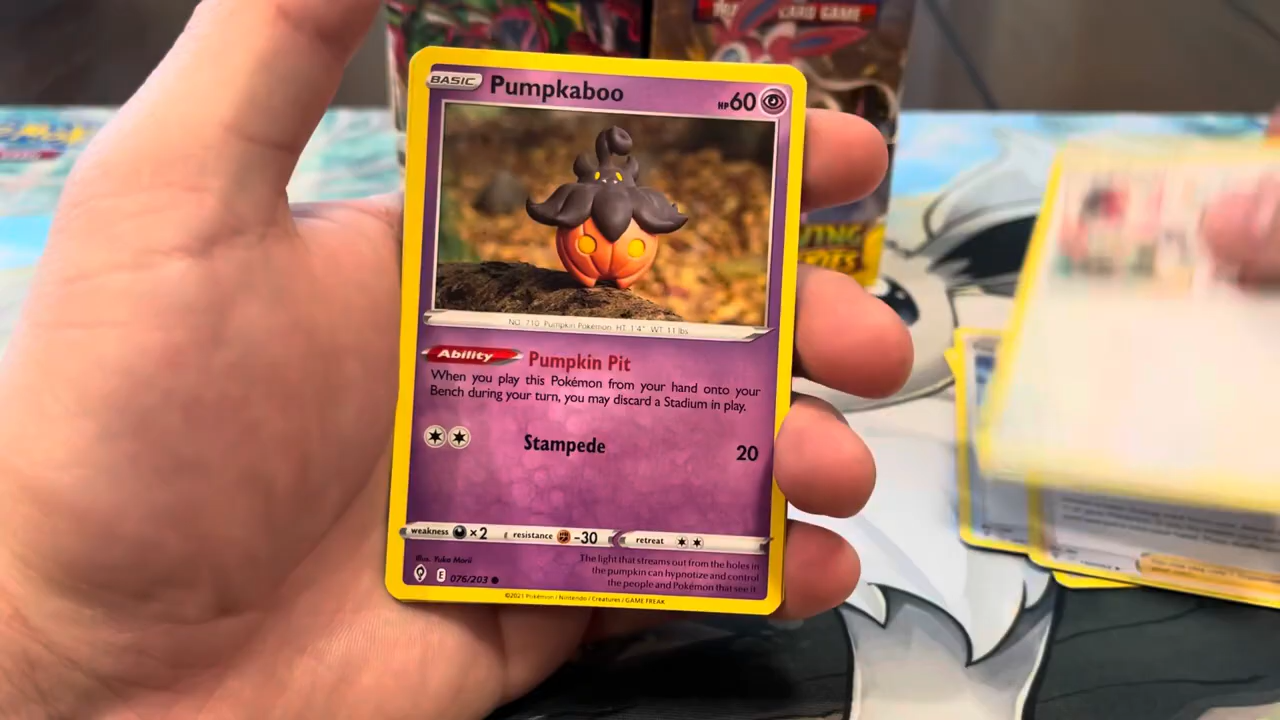 CARD GAME
BASIC Pumpkaboo HP 60
NO. 710 Pumpkin Pokémon HT 1'4" WT 11 lbs
Ability Pumpkin Pit
When you play this Pokémon from your hand onto your
Bench during your turn, you may discard a Stadium in play.
Stampede 20
weakness ×2 resistance -30 retreat
Illus. Yuka Morii
E 076/203
The light that streams out from the holes in
the pumpkin can hypnotize and control
the people and Pokémon that see it.
©2021 Pokémon / Nintendo / Creatures / GAME FREAK